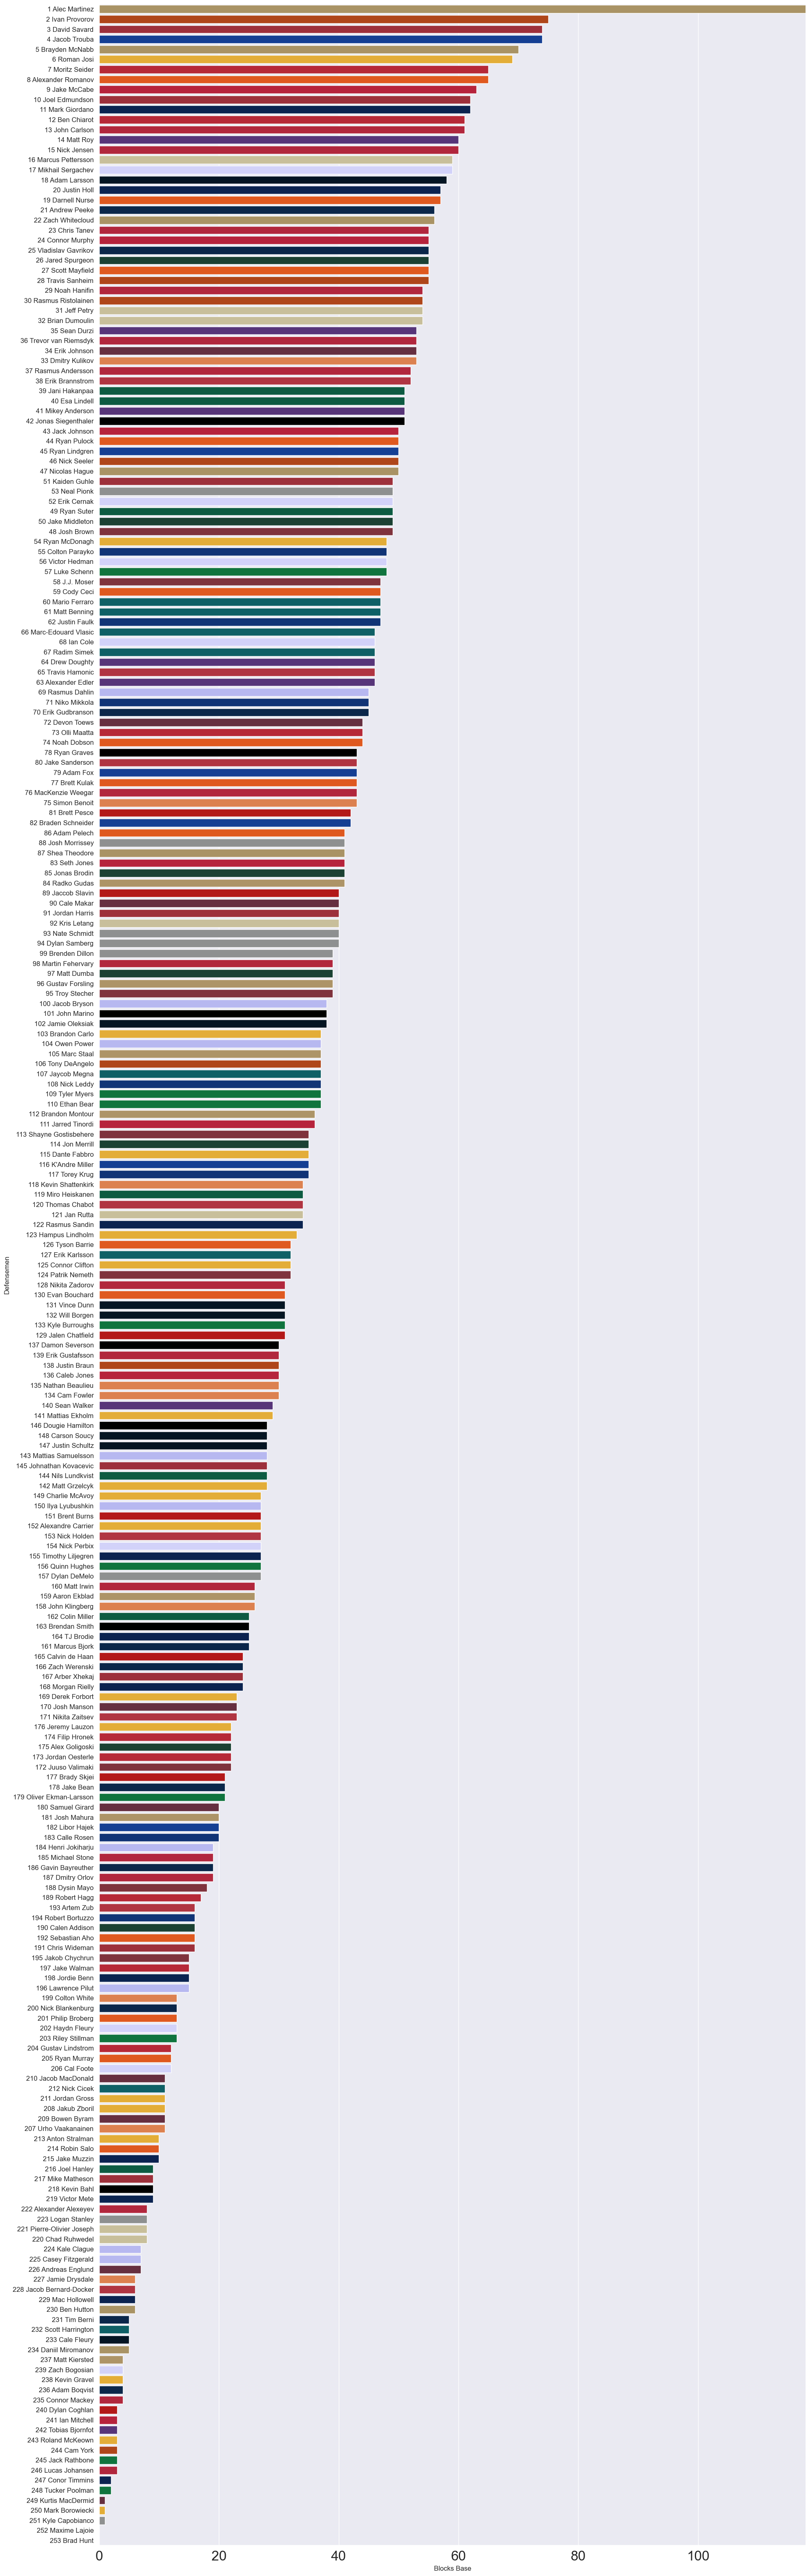 1 Alec Martinez
2 Ivan Provorov
3 David Savard
4 Jacob Trouba
5 Brayden McNabb
6 Roman Josi
7 Moritz Seider
8 Alexander Romanov
9 Jake McCabe
10 Joel Edmundson
11 Mark Giordano
12 Ben Chiarot
13 John Carlson
14 Matt Roy
15 Nick Jensen
16 Marcus Pettersson
17 Mikhail Sergachev
18 Adam Larsson
20 Justin Holl
19 Darnell Nurse
21 Andrew Peeke
22 Zach Whitecloud
23 Chris Tanev
24 Connor Murphy
25 Vladislav Gavrikov
26 Jared Spurgeon
27 Scott Mayfield
28 Travis Sanheim
29 Noah Hanifin
30 Rasmus Ristolainen
31 Jeff Petry
32 Brian Dumoulin
35 Sean Durzi
36 Trevor van Riemsdyk
34 Erik Johnson
33 Dmitry Kulikov
37 Rasmus Andersson
38 Erik Brannstrom
39 Jani Hakanpaa
40 Esa Lindell
41 Mikey Anderson
42 Jonas Siegenthaler
43 Jack Johnson
44 Ryan Pulock
45 Ryan Lindgren
46 Nick Seeler
47 Nicolas Hague
51 Kaiden Guhle
53 Neal Pionk
52 Erik Cernak
49 Ryan Suter
50 Jake Middleton
48 Josh Brown
54 Ryan McDonagh
55 Colton Parayko
56 Victor Hedman
57 Luke Schenn
58 J.J. Moser
59 Cody Ceci
60 Mario Ferraro
61 Matt Benning
62 Justin Faulk
66 Marc-Edouard Vlasic
68 Ian Cole
67 Radim Simek
64 Drew Doughty
65 Travis Hamonic
63 Alexander Edler
69 Rasmus Dahlin
71 Niko Mikkola
70 Erik Gudbranson
72 Devon Toews
73 Olli Maatta
74 Noah Dobson
78 Ryan Graves
80 Jake Sanderson
79 Adam Fox
77 Brett Kulak
76 MacKenzie Weegar
75 Simon Benoit
81 Brett Pesce
82 Braden Schneider
86 Adam Pelech
88 Josh Morrissey
87 Shea Theodore
83 Seth Jones
85 Jonas Brodin
84 Radko Gudas
89 Jaccob Slavin
90 Cale Makar
91 Jordan Harris
92 Kris Letang
93 Nate Schmidt
94 Dylan Samberg
99 Brenden Dillon
98 Martin Fehervary
97 Matt Dumba
96 Gustav Forsling
95 Troy Stecher
100 Jacob Bryson
101 John Marino
102 Jamie Oleksiak
103 Brandon Carlo
104 Owen Power
105 Marc Staal
106 Tony DeAngelo
107 Jaycob Megna
108 Nick Leddy
109 Tyler Myers
110 Ethan Bear
112 Brandon Montour
111 Jarred Tinordi
113 Shayne Gostisbehere
114 Jon Merrill
115 Dante Fabbro
116 K'Andre Miller
117 Torey Krug
118 Kevin Shattenkirk
119 Miro Heiskanen
120 Thomas Chabot
121 Jan Rutta
122 Rasmus Sandin
123 Hampus Lindholm
126 Tyson Barrie
127 Erik Karlsson
125 Connor Clifton
124 Patrik Nemeth
128 Nikita Zadorov
130 Evan Bouchard
131 Vince Dunn
132 Will Borgen
133 Kyle Burroughs
129 Jalen Chatfield
137 Damon Severson
139 Erik Gustafsson
138 Justin Braun
136 Caleb Jones
135 Nathan Beaulieu
134 Cam Fowler
140 Sean Walker
141 Mattias Ekholm
146 Dougie Hamilton
148 Carson Soucy
147 Justin Schultz
143 Mattias Samuelsson
145 Johnathan Kovacevic
144 Nils Lundkvist
142 Matt Grzelcyk
149 Charlie McAvoy
150 Ilya Lyubushkin
151 Brent Burns
152 Alexandre Carrier
153 Nick Holden
154 Nick Perbix
155 Timothy Liljegren
156 Quinn Hughes
157 Dylan DeMelo
160 Matt Irwin
159 Aaron Ekblad
158 John Klingberg
162 Colin Miller
163 Brendan Smith
164 TJ Brodie
161 Marcus Bjork
165 Calvin de Haan
166 Zach Werenski
167 Arber Xhekaj
168 Morgan Rielly
169 Derek Forbort
170 Josh Manson
171 Nikita Zaitsev
176 Jeremy Lauzon
174 Filip Hronek
175 Alex Goligoski
173 Jordan Oesterle
172 Juuso Valimaki
177 Brady Skjei
178 Jake Bean
179 Oliver Ekman-Larsson
180 Samuel Girard
181 Josh Mahura
182 Libor Hajek
183 Calle Rosen
184 Henri Jokiharju
185 Michael Stone
186 Gavin Bayreuther
187 Dmitry Orlov
188 Dysin Mayo
189 Robert Hagg
193 Artem Zub
194 Robert Bortuzzo
190 Calen Addison
192 Sebastian Aho
191 Chris Wideman
195 Jakob Chychrun
197 Jake Walman
198 Jordie Benn
196 Lawrence Pilut
199 Colton White
200 Nick Blankenburg
201 Philip Broberg
202 Haydn Fleury
203 Riley Stillman
204 Gustav Lindstrom
205 Ryan Murray
206 Cal Foote
210 Jacob MacDonald
212 Nick Cicek
211 Jordan Gross
208 Jakub Zboril
209 Bowen Byram
207 Urho Vaakanainen
213 Anton Stralman
214 Robin Salo
215 Jake Muzzin
216 Joel Hanley
217 Mike Matheson
218 Kevin Bahl
219 Victor Mete
222 Alexander Alexeyev
223 Logan Stanley
221 Pierre-Olivier Joseph
220 Chad Ruhwedel
224 Kale Clague
225 Casey Fitzgerald
226 Andreas Englund
227 Jamie Drysdale
228 Jacob Bernard-Docker
229 Mac Hollowell
230 Ben Hutton
231 Tim Berni
232 Scott Harrington
233 Cale Fleury
234 Daniil Miromanov
237 Matt Kiersted
239 Zach Bogosian
238 Kevin Gravel
236 Adam Boqvist
235 Connor Mackey
240 Dylan Coghlan
241 Ian Mitchell
242 Tobias Bjornfot
243 Roland McKeown
244 Cam York
245 Jack Rathbone
246 Lucas Johansen
247 Conor Timmins
248 Tucker Poolman
249 Kurtis MacDermid
250 Mark Borowiecki
251 Kyle Capobianco
252 Maxime Lajoie
253 Brad Hunt
Defensemen
0 20 40 60 80 100
Blocks Base